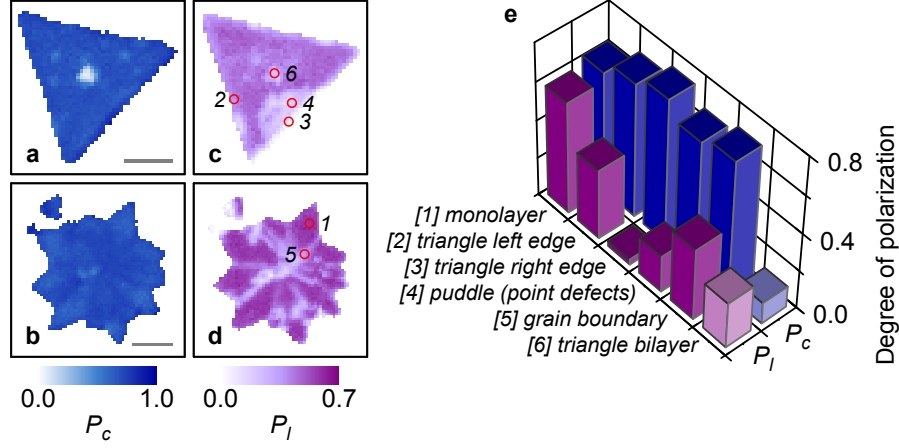 a
b
c
2
6
4
3
d
1
5
0.0 1.0
P_c
0.0 0.7
P_l
e
[1] monolayer
[2] triangle left edge
[3] triangle right edge
[4] puddle (point defects)
[5] grain boundary
[6] triangle bilayer
P_l
P_c
0.0
0.4
0.8
Degree of polarization